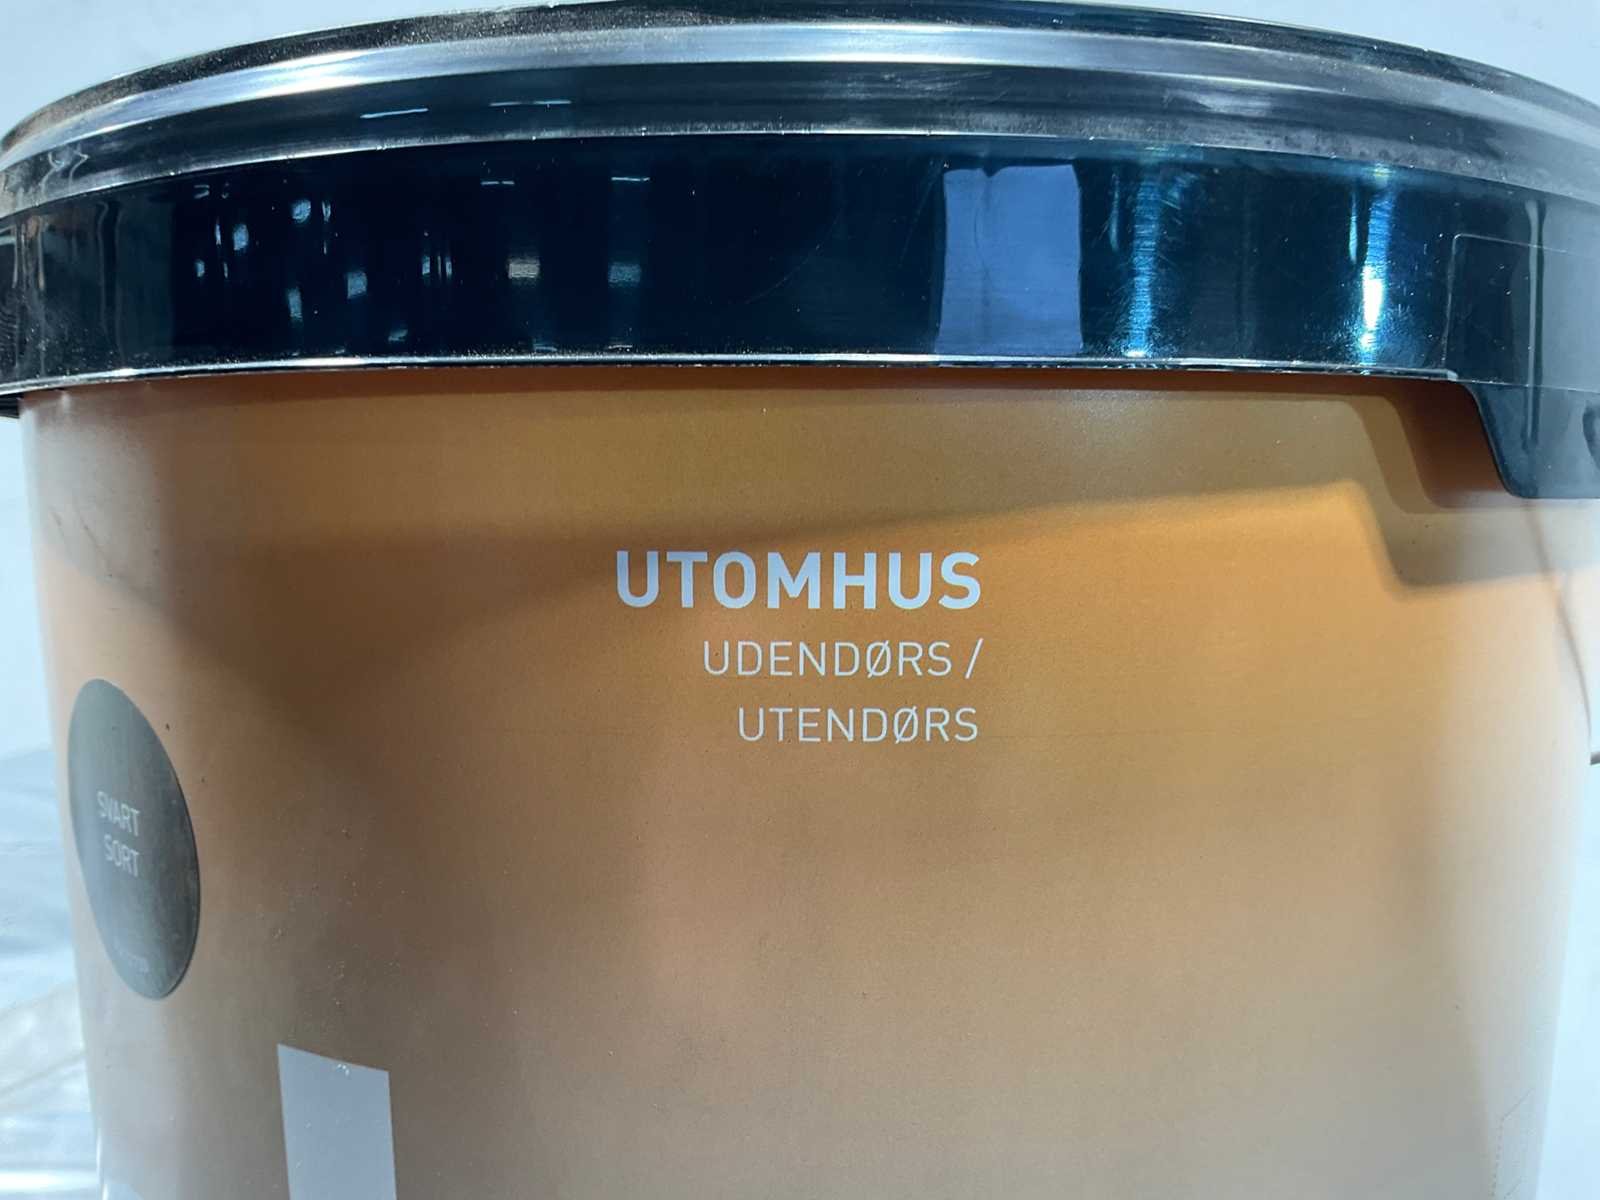 UTOMHUS
UDENDØRS /
UTENDØRS
SVART
SORT